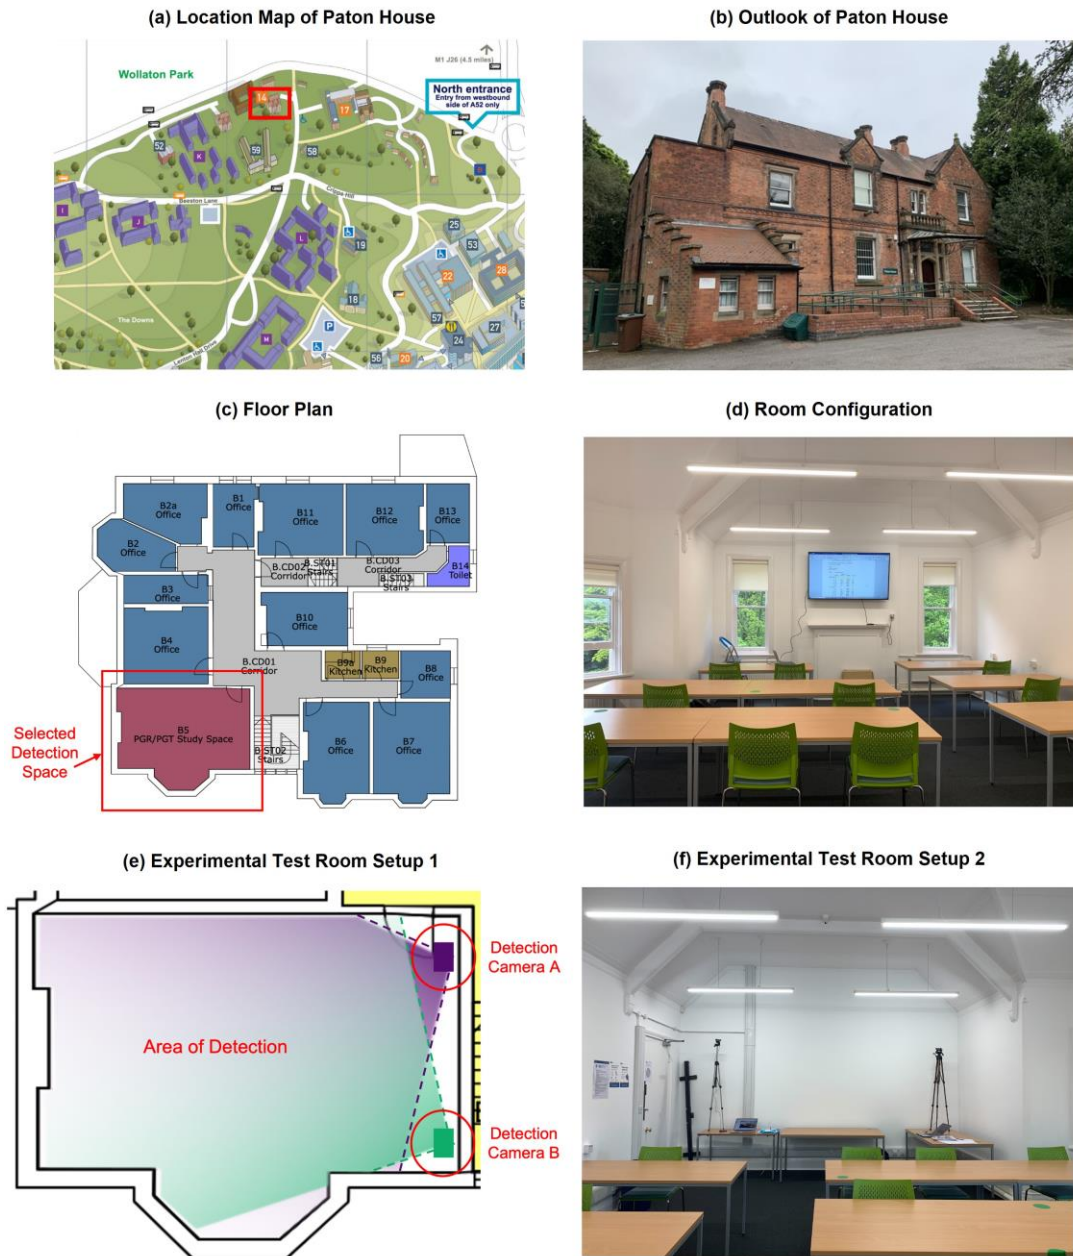 (a) Location Map of Paton House
(b) Outlook of Paton House
M1 J26 (4.5 miles)
Wollaton Park
North entrance
Entry from westbound
side of A52 only
14
17
52
K
59
58
Beeston Lane
Cripps Hill
I
J
L
19
25
53
22
28
18
The Downs
P
57
27
24
H
56
20
Lenton Hall Drive
(c) Floor Plan
(d) Room Configuration
B2a
Office
B1
Office
B11
Office
B12
Office
B13
Office
B2
Office
B.CD02
Corridor
B.ST01
Stairs
B.CD03
Corridor
B.ST03
Stairs
B14
Toilet
B3
Office
B4
Office
B10
Office
B.CD01
Corridor
B9a
Kitchen
B9
Kitchen
B8
Office
B5
PGR/PGT Study Space
B.ST02
Stairs
B6
Office
B7
Office
Selected
Detection
Space
(e) Experimental Test Room Setup 1
(f) Experimental Test Room Setup 2
Detection
Camera A
Area of Detection
Detection
Camera B